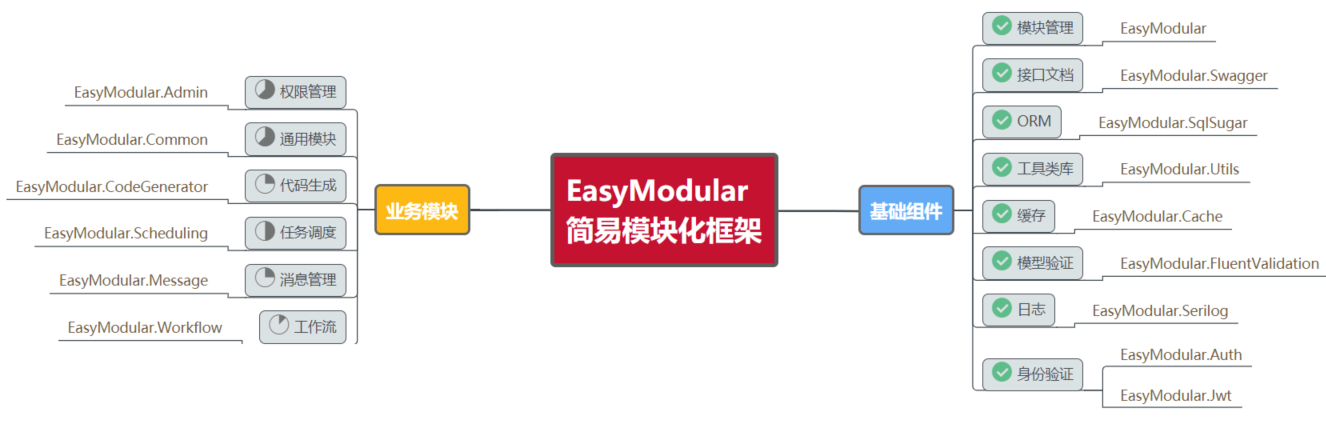 EasyModular
简易模块化框架
业务模块
权限管理
EasyModular.Admin
通用模块
EasyModular.Common
代码生成
EasyModular.CodeGenerator
任务调度
EasyModular.Scheduling
消息管理
EasyModular.Message
工作流
EasyModular.Workflow
基础组件
模块管理
EasyModular
接口文档
EasyModular.Swagger
ORM
EasyModular.SqlSugar
工具类库
EasyModular.Utils
缓存
EasyModular.Cache
模型验证
EasyModular.FluentValidation
日志
EasyModular.Serilog
身份验证
EasyModular.Auth
EasyModular.Jwt